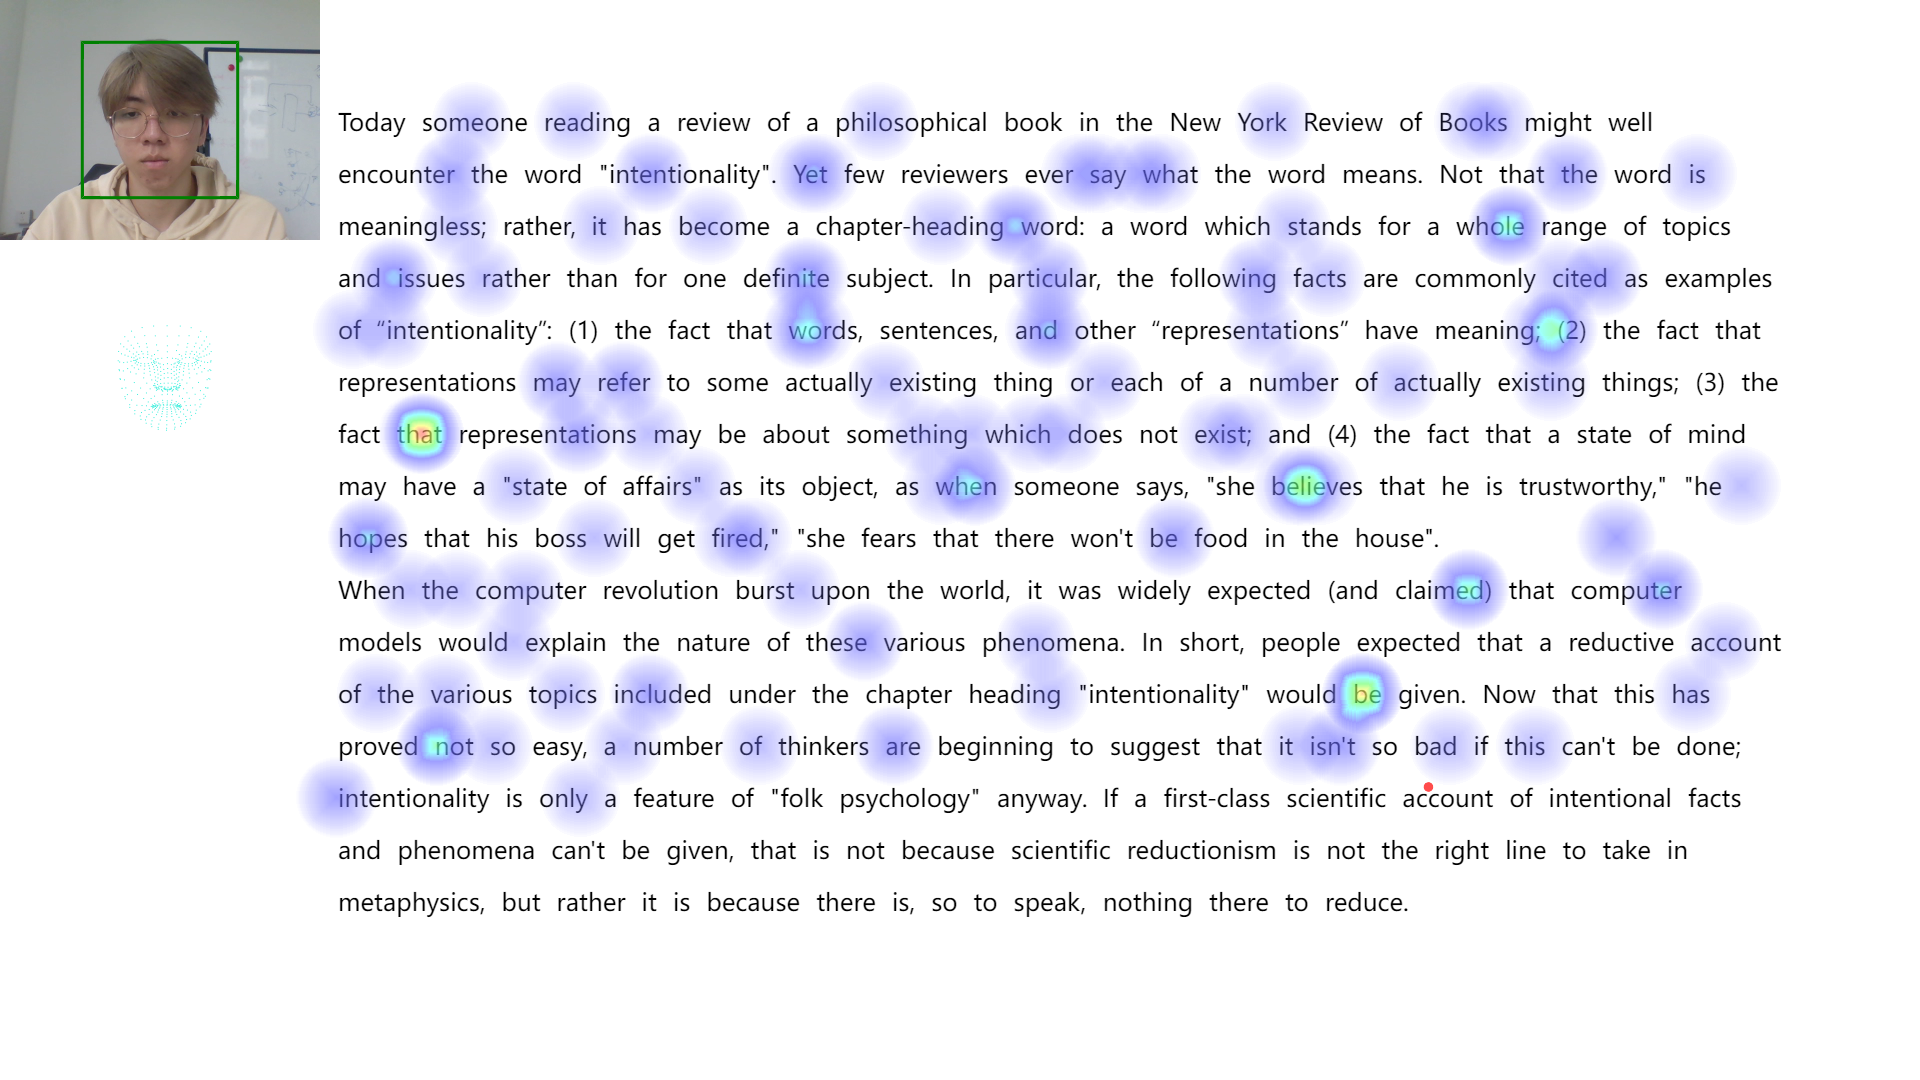 Today someone reading a review of a philosophical book in the New York Review of Books might well
encounter the word "intentionality". Yet few reviewers ever say what the word means. Not that the word is
meaningless; rather, it has become a chapter-heading word: a word which stands for a whole range of topics
and issues rather than for one definite subject. In particular, the following facts are commonly cited as examples
of “intentionality”: (1) the fact that words, sentences, and other “representations” have meaning; (2) the fact that
representations may refer to some actually existing thing or each of a number of actually existing things; (3) the
fact that representations may be about something which does not exist; and (4) the fact that a state of mind
may have a "state of affairs" as its object, as when someone says, "she believes that he is trustworthy," "he
hopes that his boss will get fired," "she fears that there won't be food in the house".
When the computer revolution burst upon the world, it was widely expected (and claimed) that computer
models would explain the nature of these various phenomena. In short, people expected that a reductive account
of the various topics included under the chapter heading "intentionality" would be given. Now that this has
proved not so easy, a number of thinkers are beginning to suggest that it isn't so bad if this can't be done;
intentionality is only a feature of "folk psychology" anyway. If a first-class scientific account of intentional facts
and phenomena can't be given, that is not because scientific reductionism is not the right line to take in
metaphysics, but rather it is because there is, so to speak, nothing there to reduce.